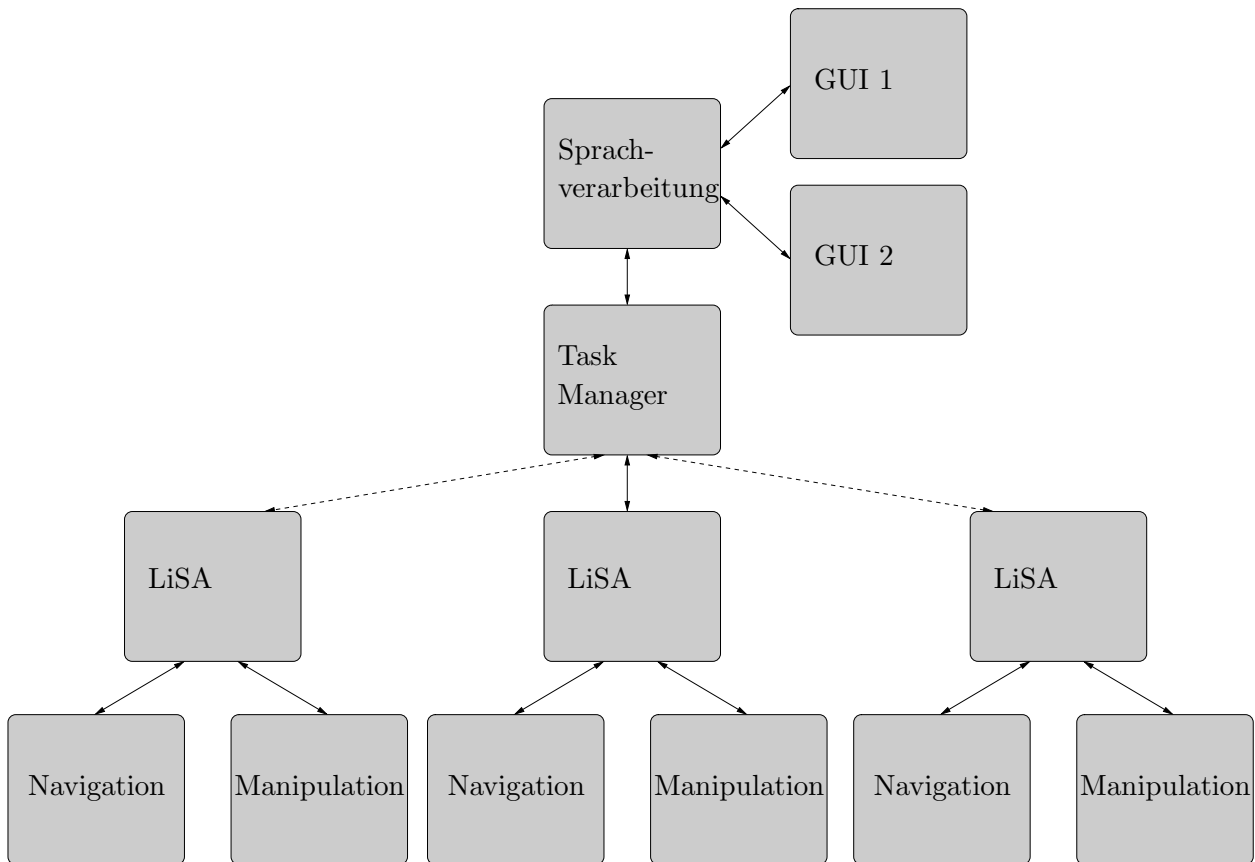 GUI 1
Sprach-
verarbeitung
GUI 2
Task
Manager
LiSA
LiSA
LiSA
Navigation
Manipulation
Navigation
Manipulation
Navigation
Manipulation